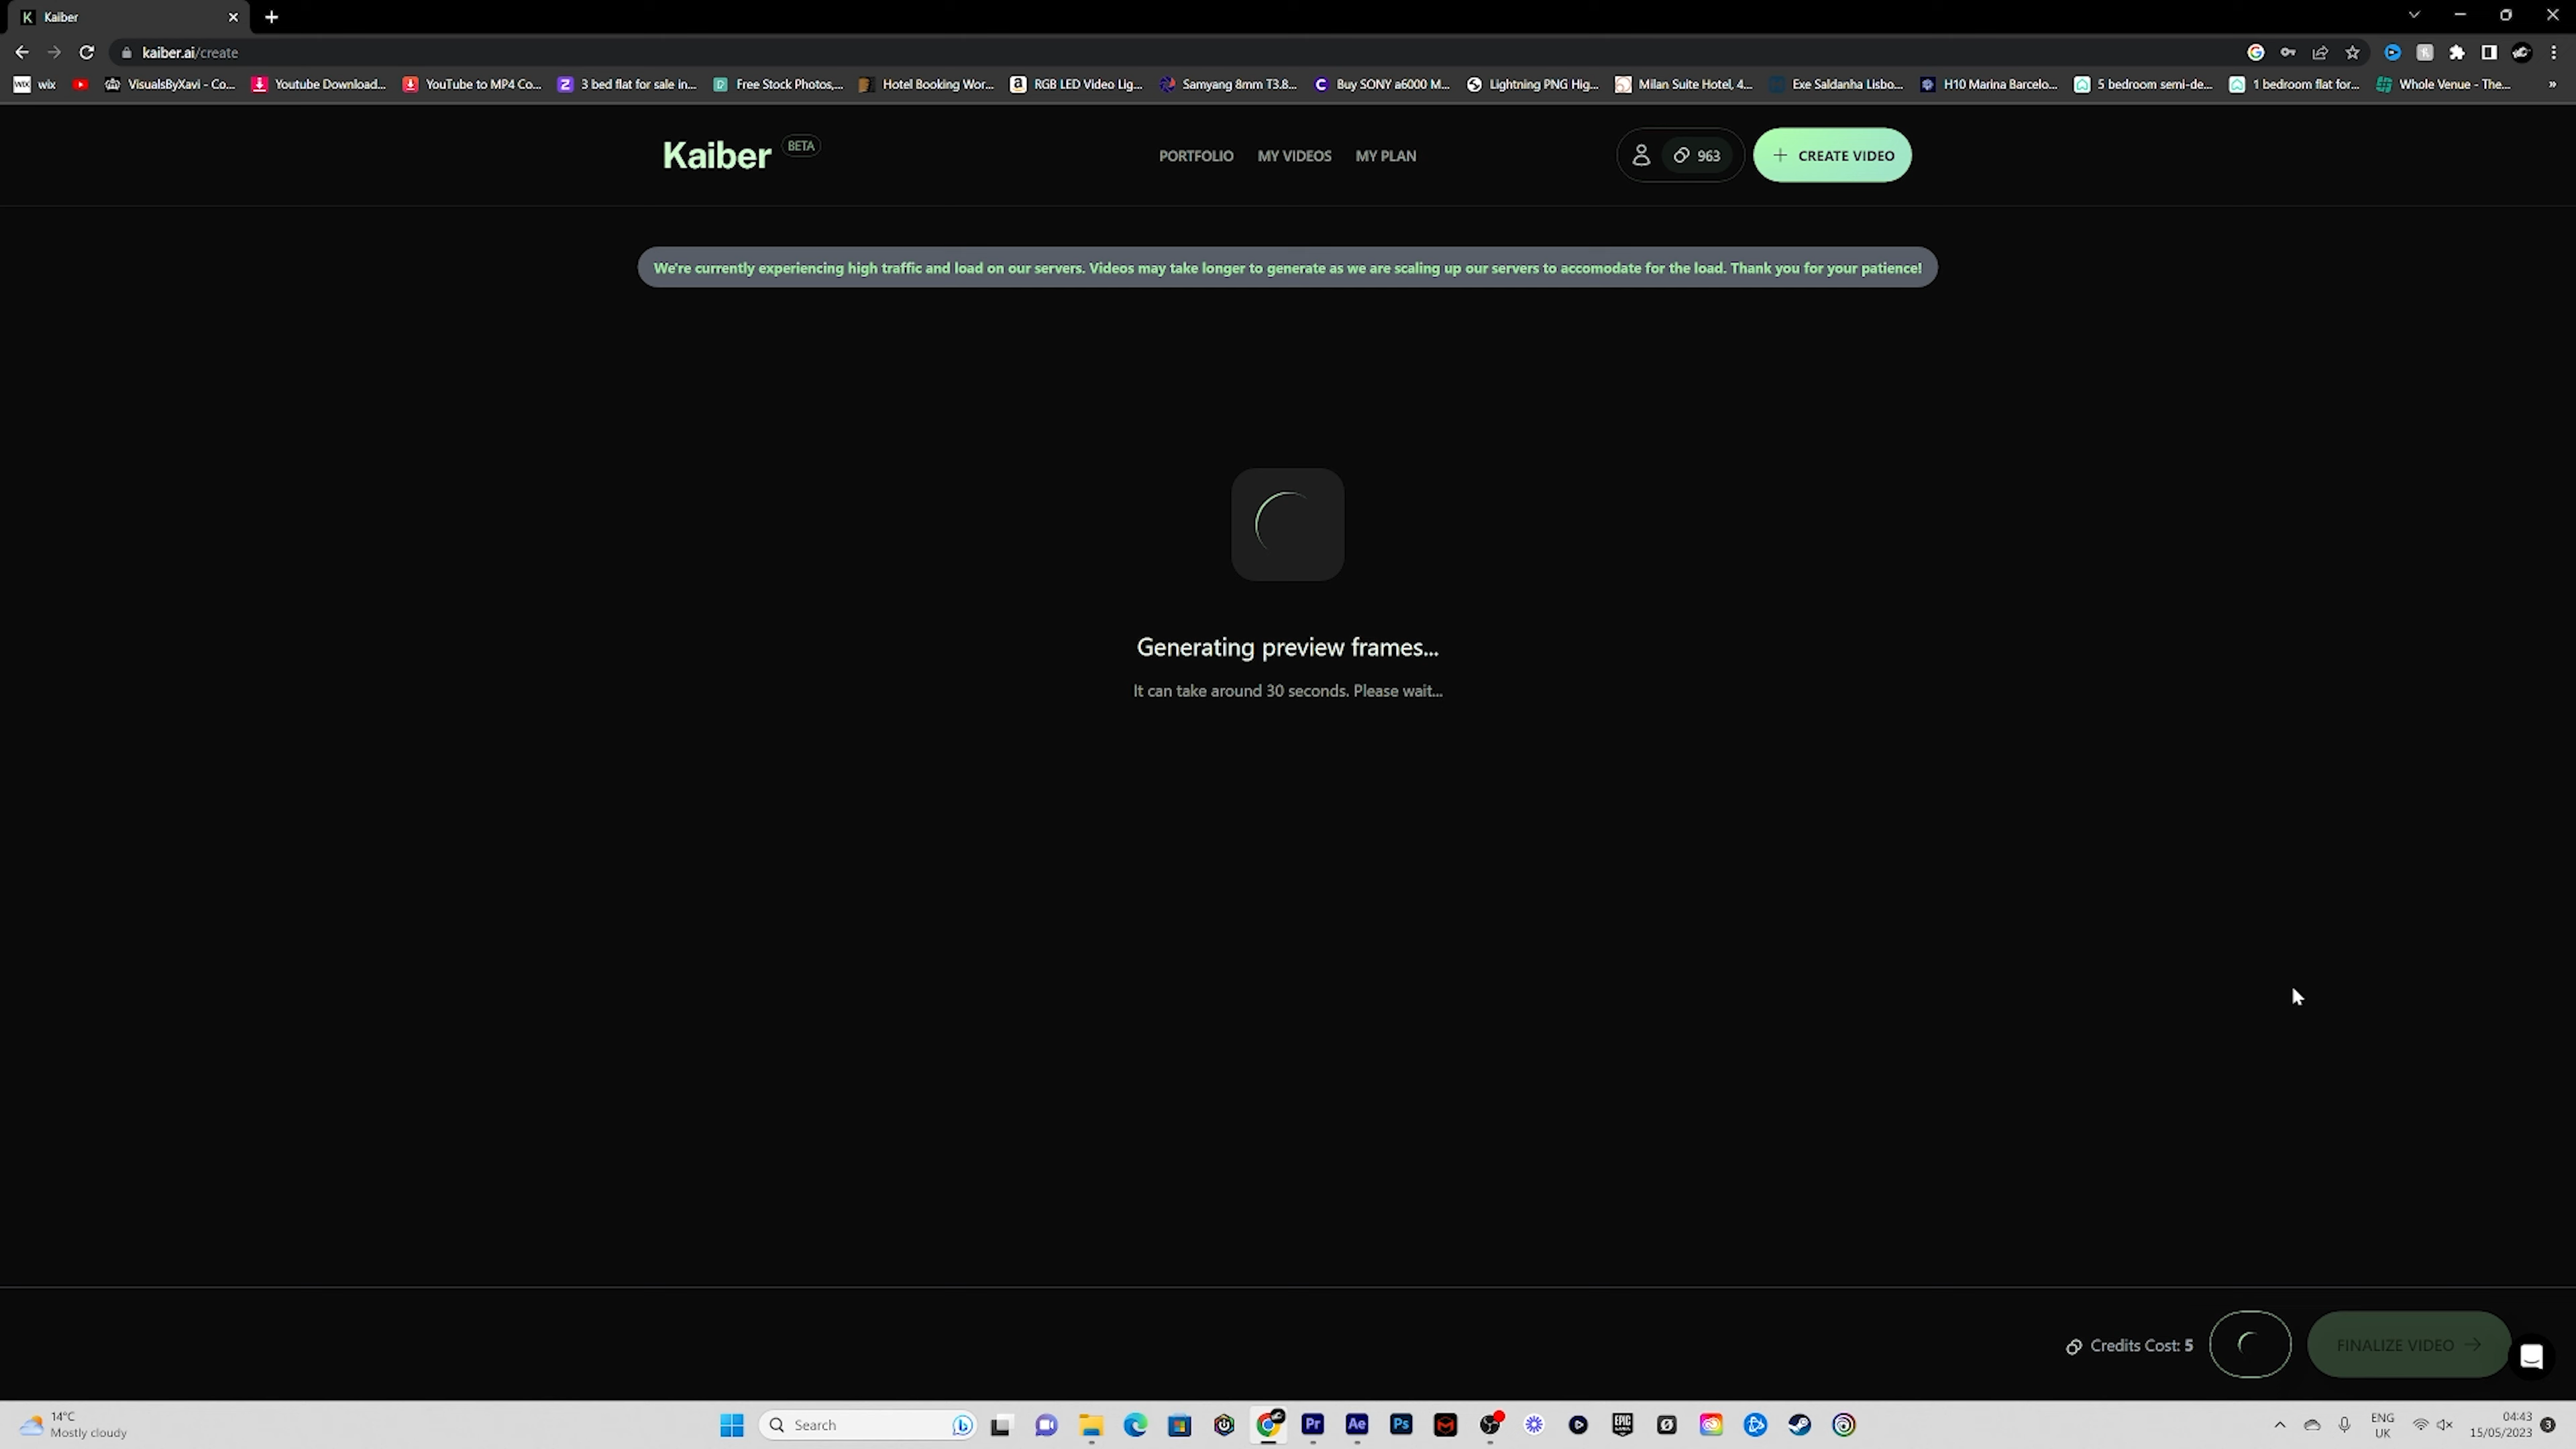 Kaiber
kaiber.ai/create
wix
VisualsByXavi - Co...
Youtube Download...
YouTube to MP4 Co...
3 bed flat for sale in...
Free Stock Photos,...
Hotel Booking Wor...
RGB LED Video Lig...
Samyang 8mm T3.8...
Buy SONY a6000 M...
Lightning PNG Hig...
Milan Suite Hotel, 4...
Exe Saldanha Lisbo...
H10 Marina Barcelo...
5 bedroom semi-de...
1 bedroom flat for...
Whole Venue - The...
Kaiber BETA
PORTFOLIO
MY VIDEOS
MY PLAN
963
CREATE VIDEO
We're currently experiencing high traffic and load on our servers. Videos may take longer to generate as we are scaling up our servers to accomodate for the load. Thank you for your patience!
Generating preview frames...
It can take around 30 seconds. Please wait...
Credits Cost: 5
FINALIZE VIDEO
14°C
Mostly cloudy
Search
Pr
Ae
Ps
EPIC
ENG
UK
04:43
15/05/2023
3